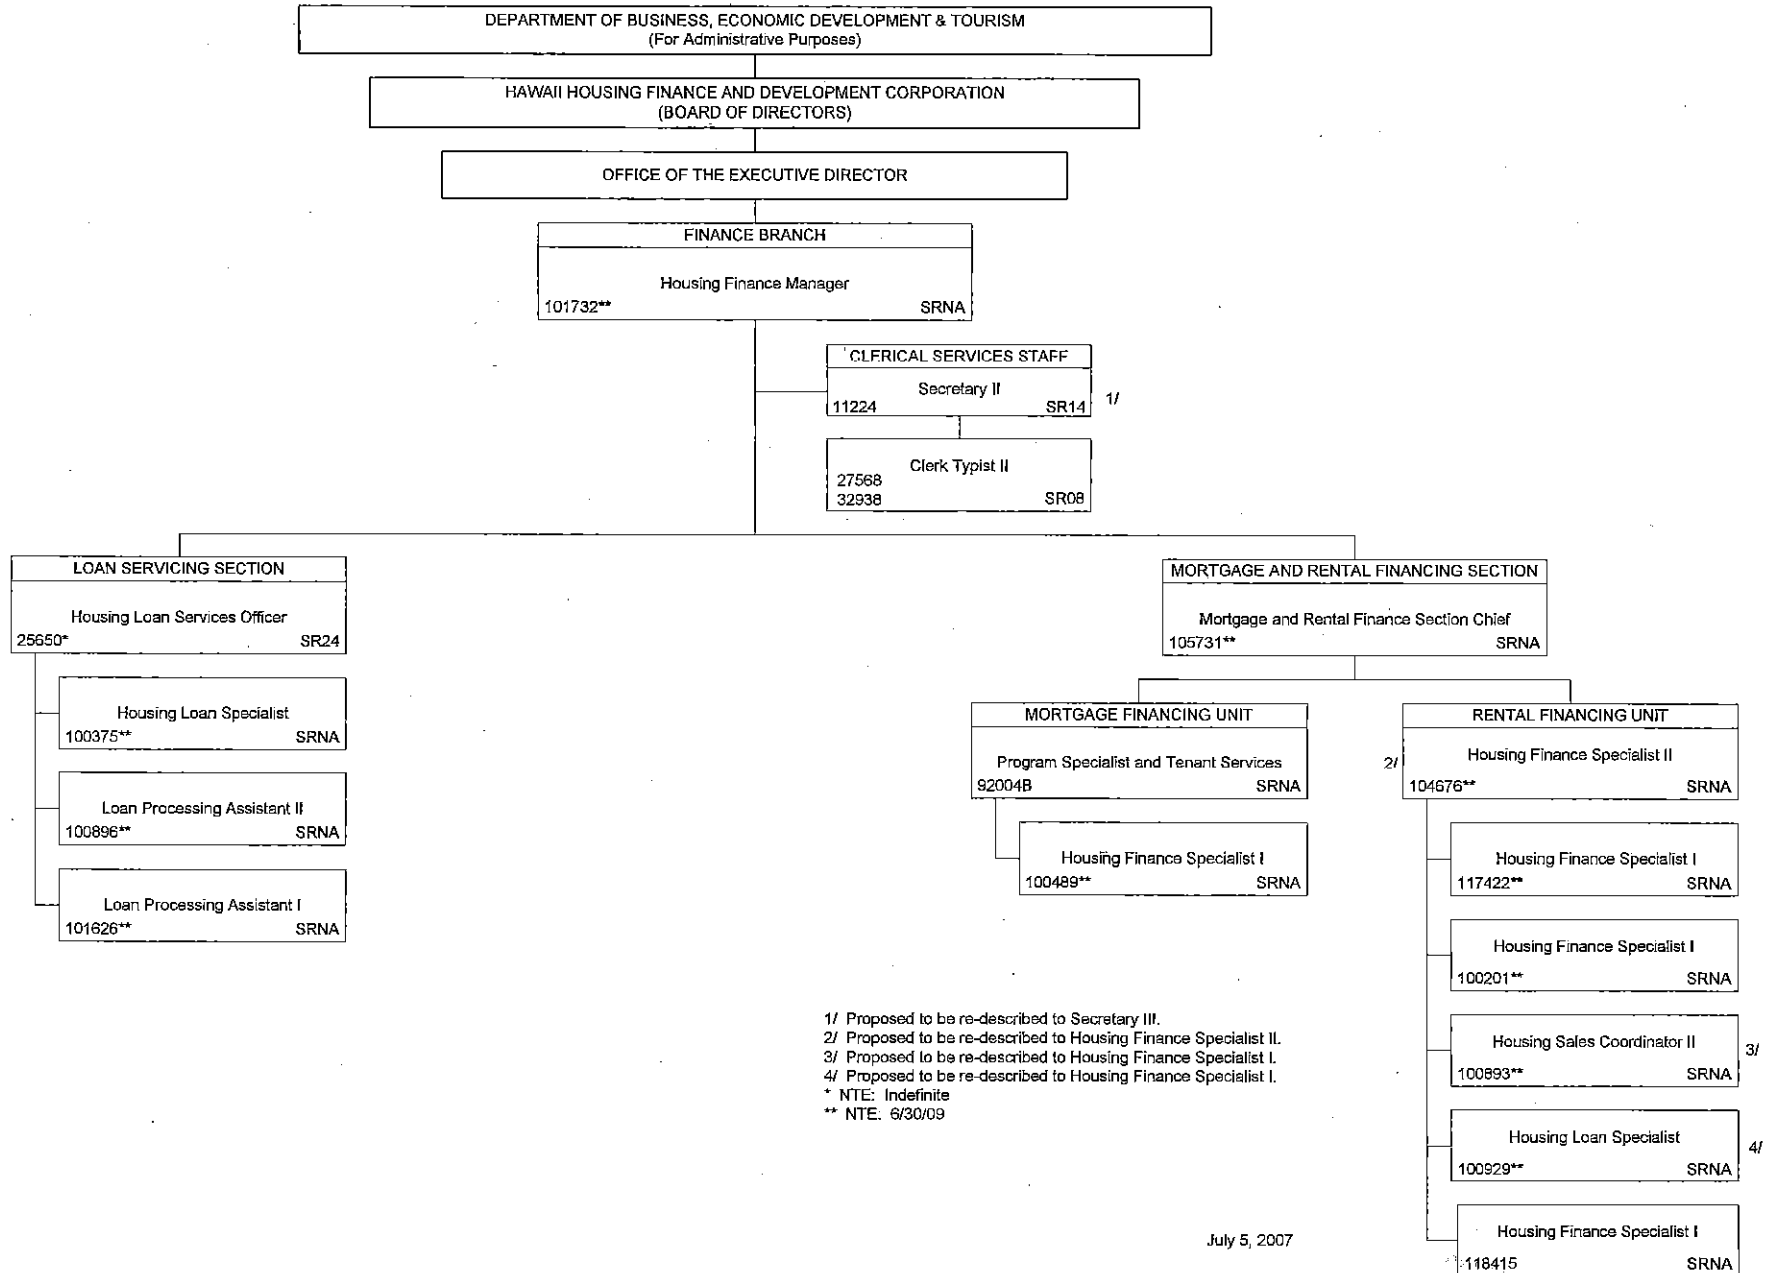 DEPARTMENT OF BUSINESS, ECONOMIC DEVELOPMENT & TOURISM
(For Administrative Purposes)
HAWAII HOUSING FINANCE AND DEVELOPMENT CORPORATION
(BOARD OF DIRECTORS)
OFFICE OF THE EXECUTIVE DIRECTOR
FINANCE BRANCH
Housing Finance Manager
101732** SRNA
CLERICAL SERVICES STAFF
Secretary II
11224 SR14 1/
Clerk Typist II
27568
32938 SR08
LOAN SERVICING SECTION
Housing Loan Services Officer
25650* SR24
Housing Loan Specialist
100375** SRNA
Loan Processing Assistant II
100896** SRNA
Loan Processing Assistant I
101626** SRNA
MORTGAGE AND RENTAL FINANCING SECTION
Mortgage and Rental Finance Section Chief
105731** SRNA
MORTGAGE FINANCING UNIT
Program Specialist and Tenant Services
92004B SRNA
Housing Finance Specialist I
100489** SRNA
RENTAL FINANCING UNIT
2/ Housing Finance Specialist II
104676** SRNA
Housing Finance Specialist I
117422** SRNA
Housing Finance Specialist I
100201** SRNA
Housing Sales Coordinator II 3/
100893** SRNA
Housing Loan Specialist 4/
100929** SRNA
Housing Finance Specialist I
118415 SRNA
1/ Proposed to be re-described to Secretary III.
2/ Proposed to be re-described to Housing Finance Specialist II.
3/ Proposed to be re-described to Housing Finance Specialist I.
4/ Proposed to be re-described to Housing Finance Specialist I.
* NTE: Indefinite
** NTE: 6/30/09
July 5, 2007